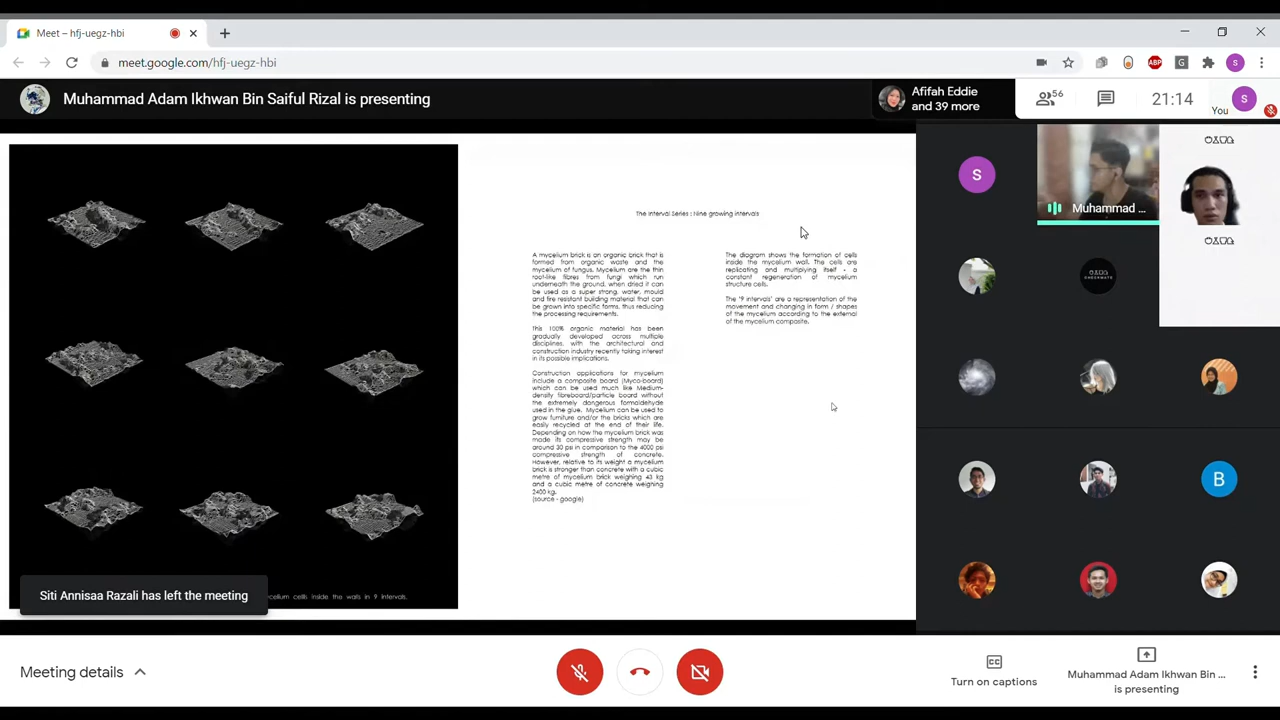 Meet – hfj-uegz-hbi
meet.google.com/hfj-uegz-hbi
ABP
G
S
Muhammad Adam Ikhwan Bin Saiful Rizal is presenting
Afifah Eddie
and 39 more
56
21:14
You
S
S
Muhammad ...
B
The Interval Series : Nine growing intervals
A mycelium brick is an organic brick that is
formed from organic waste and the
mycelium of fungus. Mycelium are the thin
root-like fibres from fungi which run
underneath the ground, when dried it can
be used as a super strong, water, mould
and fire resistant building material that can
be grown into specific forms, thus reducing
the processing requirements.
This 100% organic material has been
gradually developed across multiple
disciplines, with the architectural and
construction industry recently taking interest
in its possible implications.
Construction applications for mycelium
include a composite board (Myco-board)
which can be used much like Medium-
density fibreboard/particle board without
the extremely dangerous formaldehyde
used in the glue. Mycelium can be used to
grow furniture and/or the bricks which are
easily recycled at the end of their life.
Depending on how the mycelium brick was
made its compressive strength may be
around 30 psi in comparison to the 4000 psi
compressive strength of concrete.
However, relative to its weight a mycelium
brick is stronger than concrete with a cubic
metre of mycelium brick weighing 43 kg
and a cubic metre of concrete weighing
2400 kg.
(source - google)
The diagram shows the formation of cells
inside the mycelium wall. The cells are
replicating and multiplying itself - a
constant regeneration of mycelium
structure cells.
The '9 intervals' are a representation of the
movement and changing in form / shapes
of the mycelium according to the external
of the mycelium composite.
Siti Annisaa Razali has left the meeting
inside the walls in 9 intervals.
Meeting details
Turn on captions
Muhammad Adam Ikhwan Bin ...
is presenting